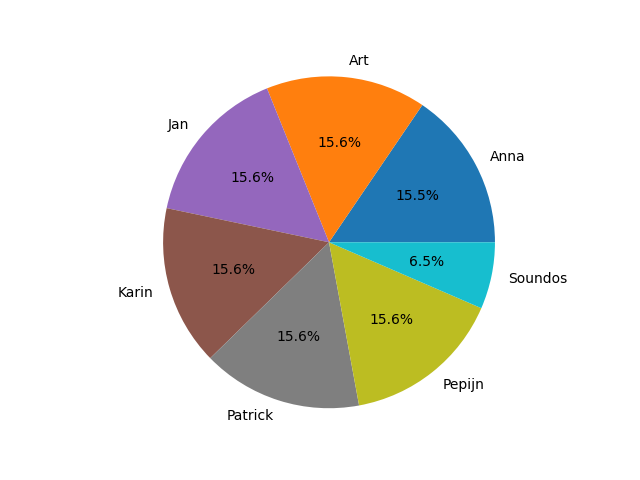 Art
Jan
Anna
15.6%
15.6%
15.5%
Karin
15.6%
6.5%
Soundos
15.6%
15.6%
Pepijn
Patrick